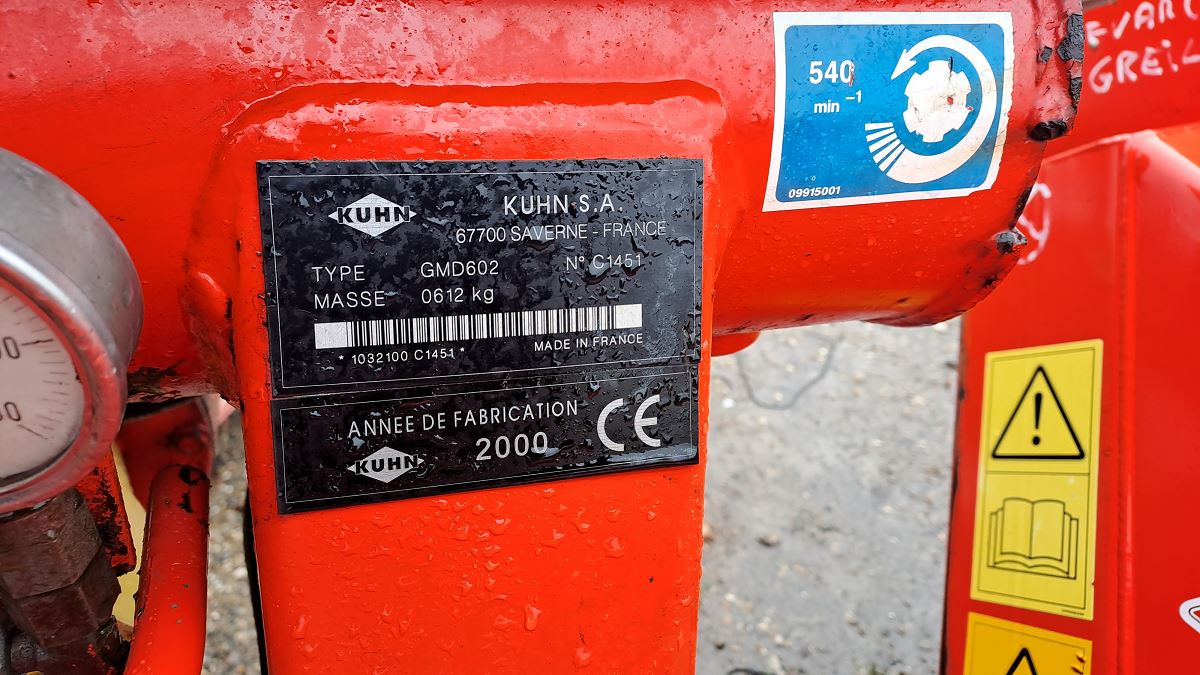 540
min -1
09915001
KUHN
KUHN S.A.
67700 SAVERNE - FRANCE
TYPE GMD602 N° C1451
MASSE 0612 kg
* 1032100 C1451 *
MADE IN FRANCE
ANNEE DE FABRICATION
2000
CE
KUHN